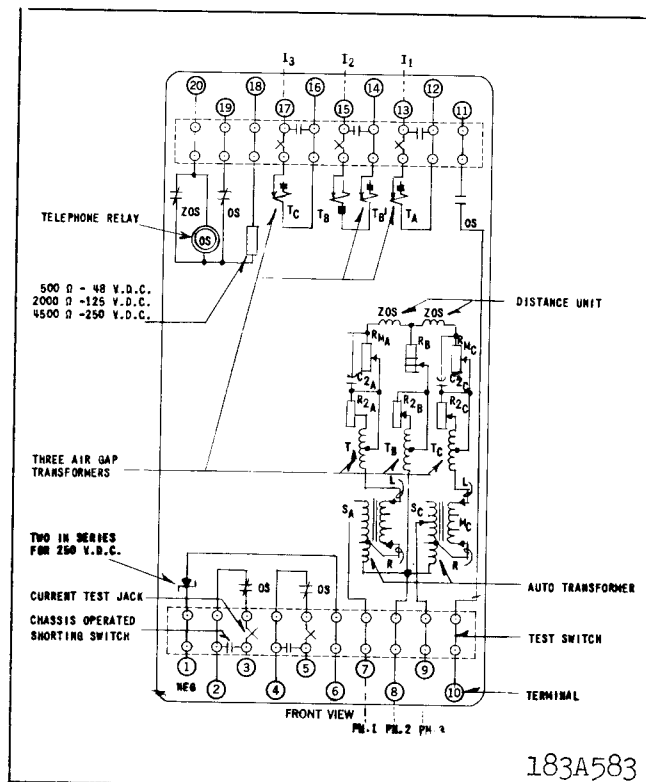 I3 I2 I1
20 19 18 17 16 15 14 13 12 11
ZOS OS TC TB TB' TA OS
TELEPHONE RELAY
OS
500 Ω - 48 V.D.C.
2000 Ω -125 V.D.C.
4500 Ω -250 V.D.C.
ZOS ZOS
DISTANCE UNIT
RMA RB RMC
C2A C2C
R2A R2B R2C
THREE AIR GAP
TRANSFORMERS
TA TB TC
L L
SA SC MC
R R
TWO IN SERIES
FOR 250 V.D.C.
OS OS
AUTO TRANSFORMER
CURRENT TEST JACK
CHASSIS OPERATED
SHORTING SWITCH
TEST SWITCH
1 2 3 4 5 6 7 8 9 10
NEG
TERMINAL
FRONT VIEW
PH.1 PH.2 PH.3
183A583